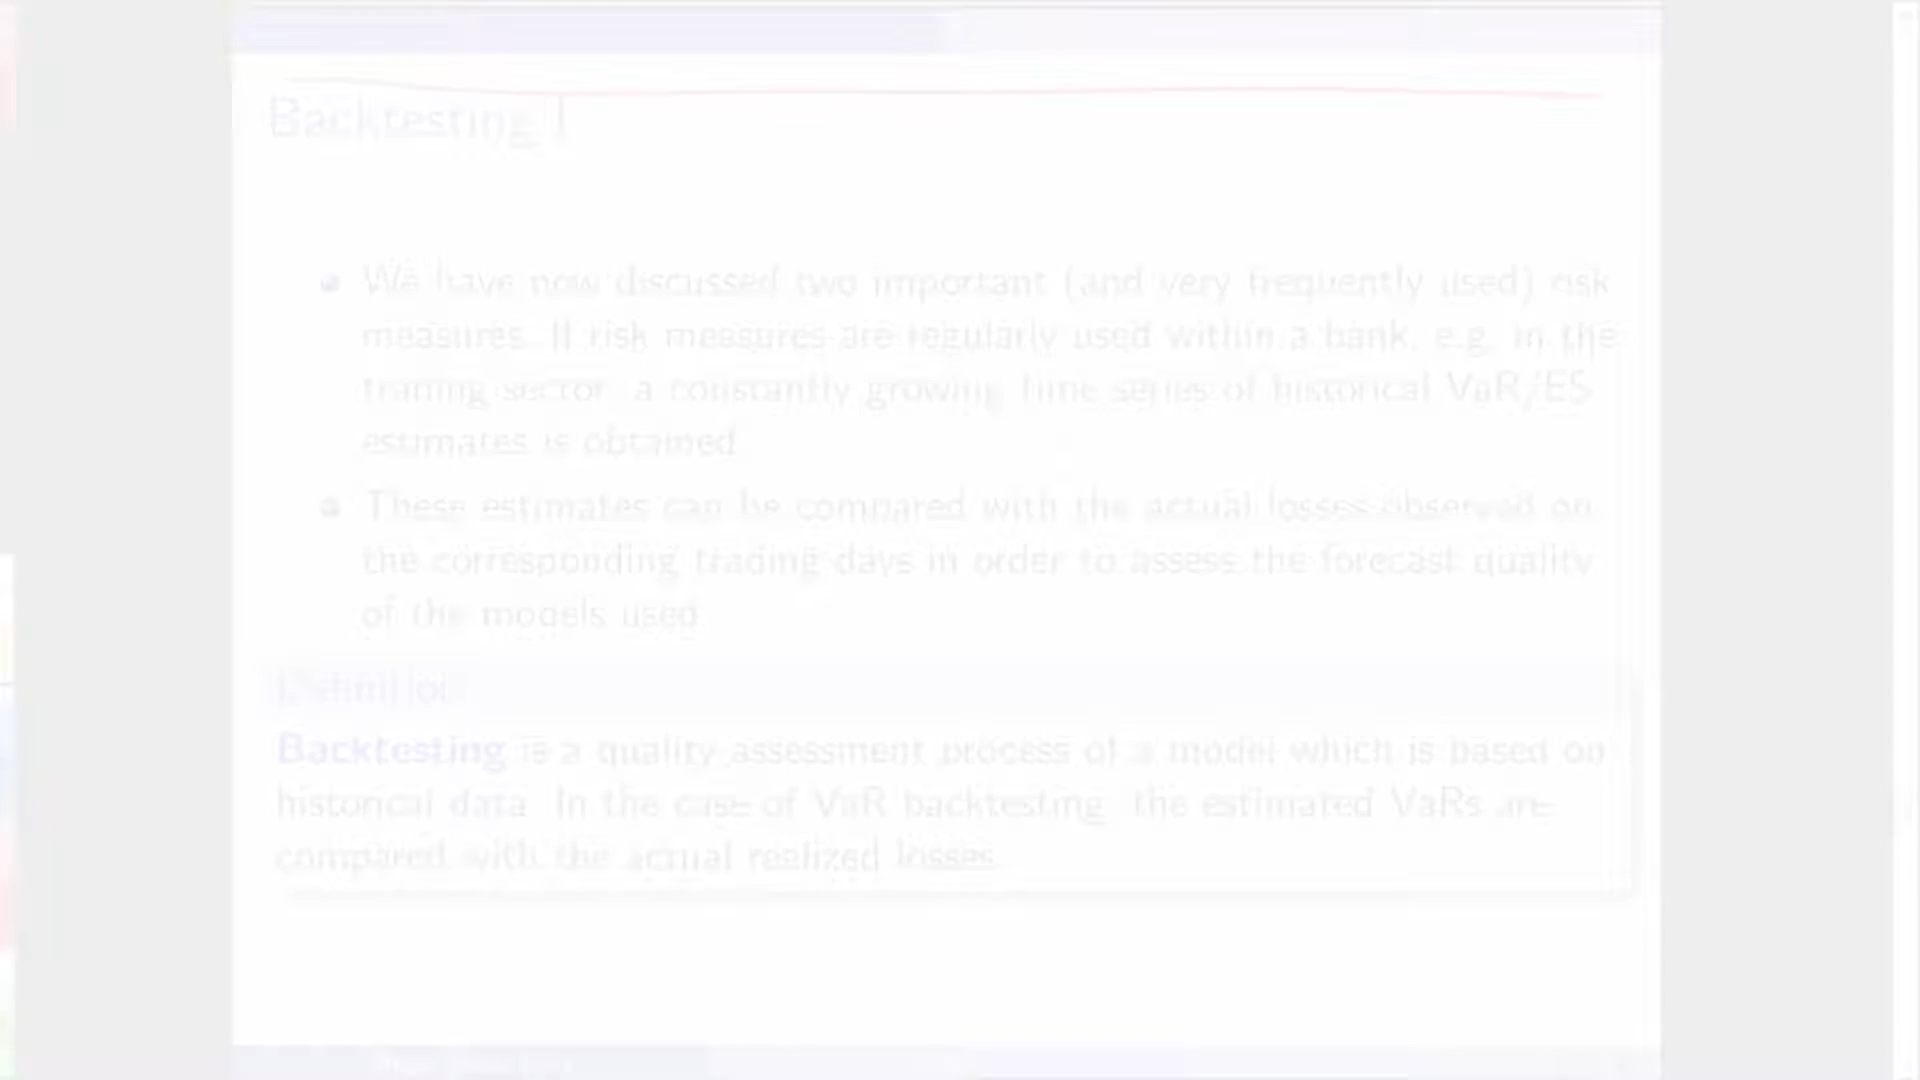 Backtesting I
We have now discussed two important (and very frequently used) risk
measures. If risk measures are regularly used within a bank, e.g. in the
trading sector, a constantly growing time series of historical VaR/ES
estimates is obtained.
These estimates can be compared with the actual losses observed on
the corresponding trading days in order to assess the forecast quality
of the models used.
Definition
Backtesting is a quality assessment process of a model which is based on
historical data. In the case of VaR backtesting, the estimated VaRs are
compared with the actual realized losses.